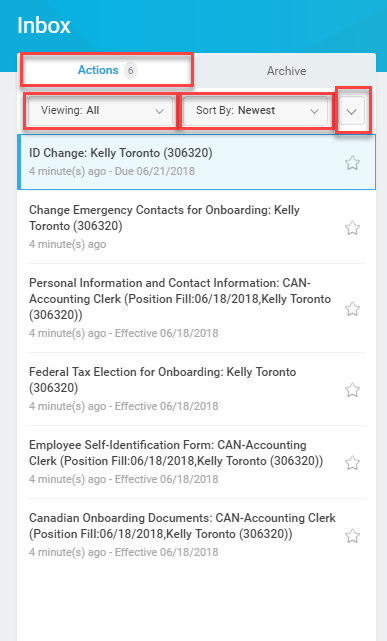 Inbox
Actions 6
Archive
Viewing: All
Sort By: Newest
ID Change: Kelly Toronto (306320)
4 minute(s) ago - Due 06/21/2018
Change Emergency Contacts for Onboarding: Kelly
Toronto (306320)
4 minute(s) ago
Personal Information and Contact Information: CAN-
Accounting Clerk (Position Fill:06/18/2018,Kelly Toronto
(306320))
4 minute(s) ago - Effective 06/18/2018
Federal Tax Election for Onboarding: Kelly Toronto
(306320)
4 minute(s) ago - Effective 06/18/2018
Employee Self-Identification Form: CAN-Accounting
Clerk (Position Fill:06/18/2018,Kelly Toronto (306320))
4 minute(s) ago - Effective 06/18/2018
Canadian Onboarding Documents: CAN-Accounting Clerk
(Position Fill:06/18/2018,Kelly Toronto (306320))
4 minute(s) ago - Effective 06/18/2018